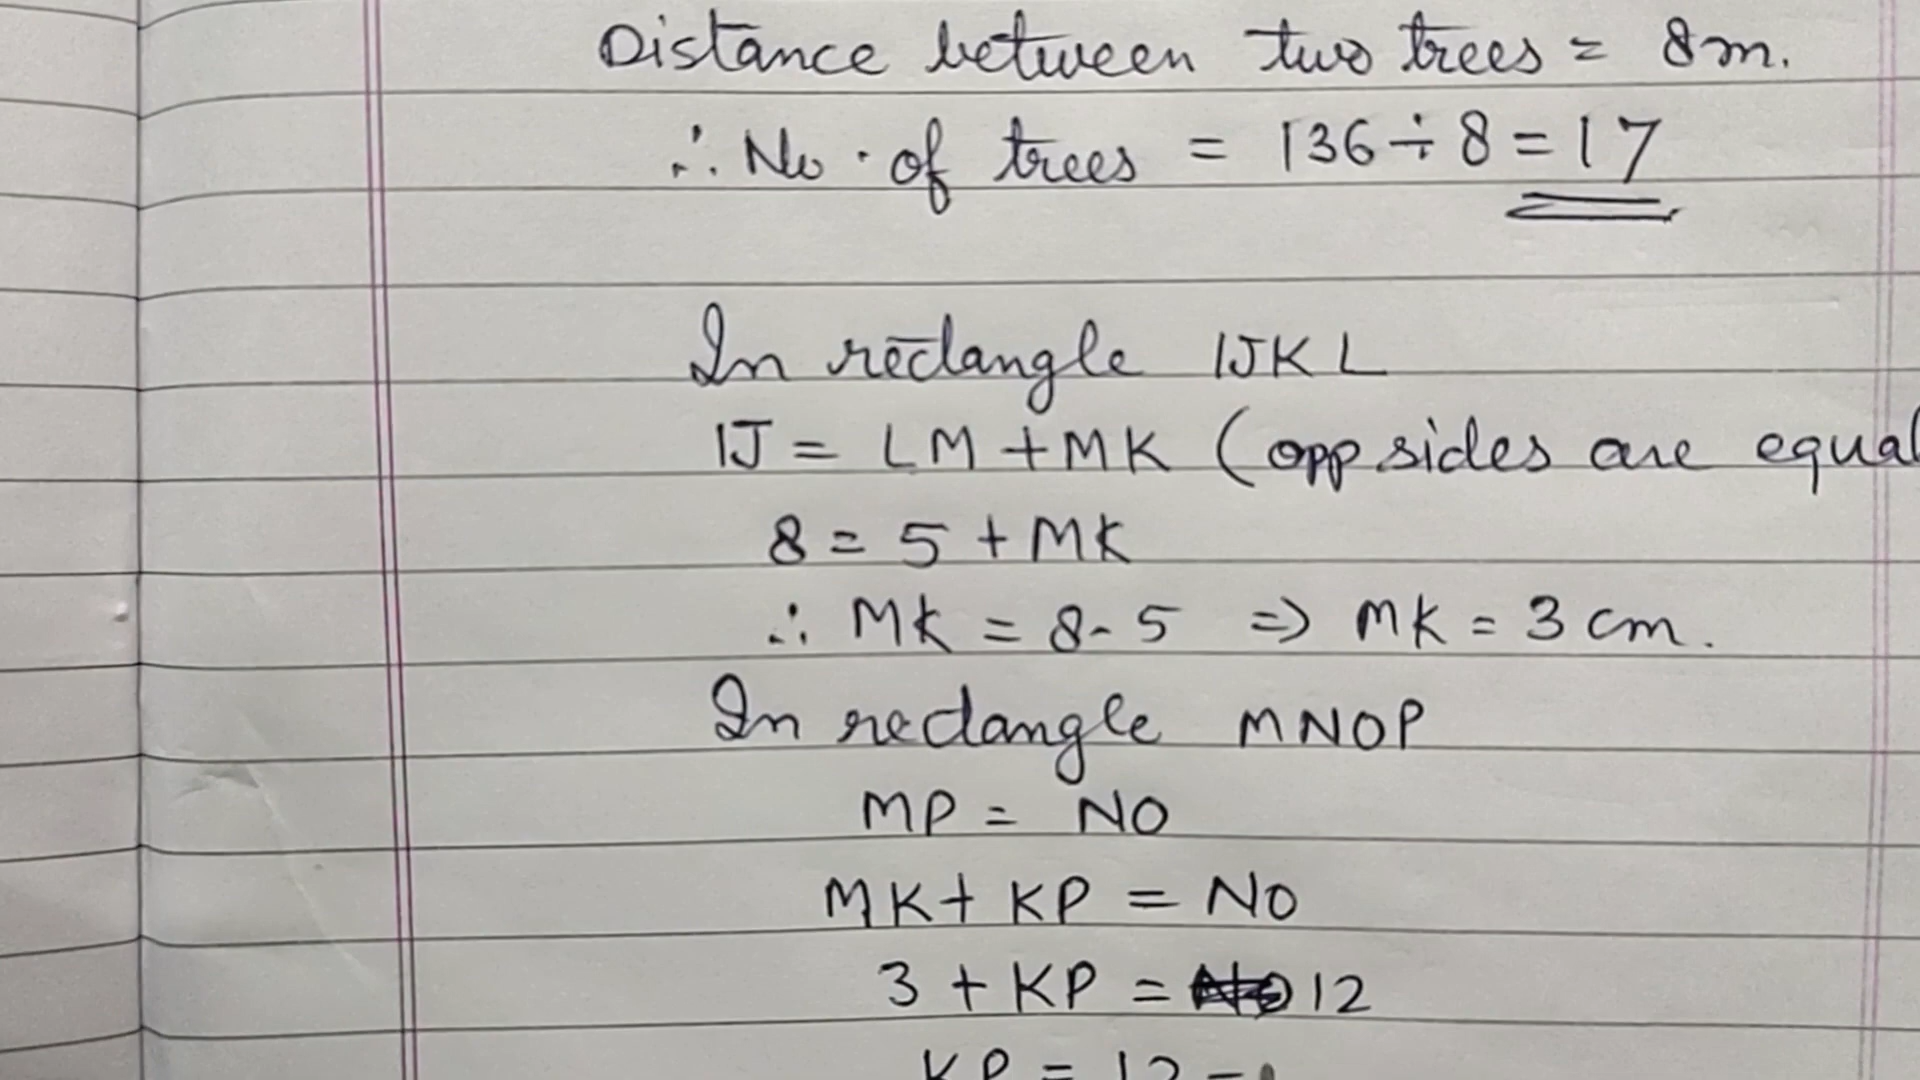 Distance between two trees = 8m.
∴ No. of trees = 136 ÷ 8 = 17
In rectangle IJKL
IJ = LM + MK (opp sides are equal
8 = 5 + MK
∴ MK = 8 - 5 ⇒ MK = 3 cm.
In rectangle MNOP
MP = NO
MK + KP = NO
3 + KP = 12
KP = 12 -